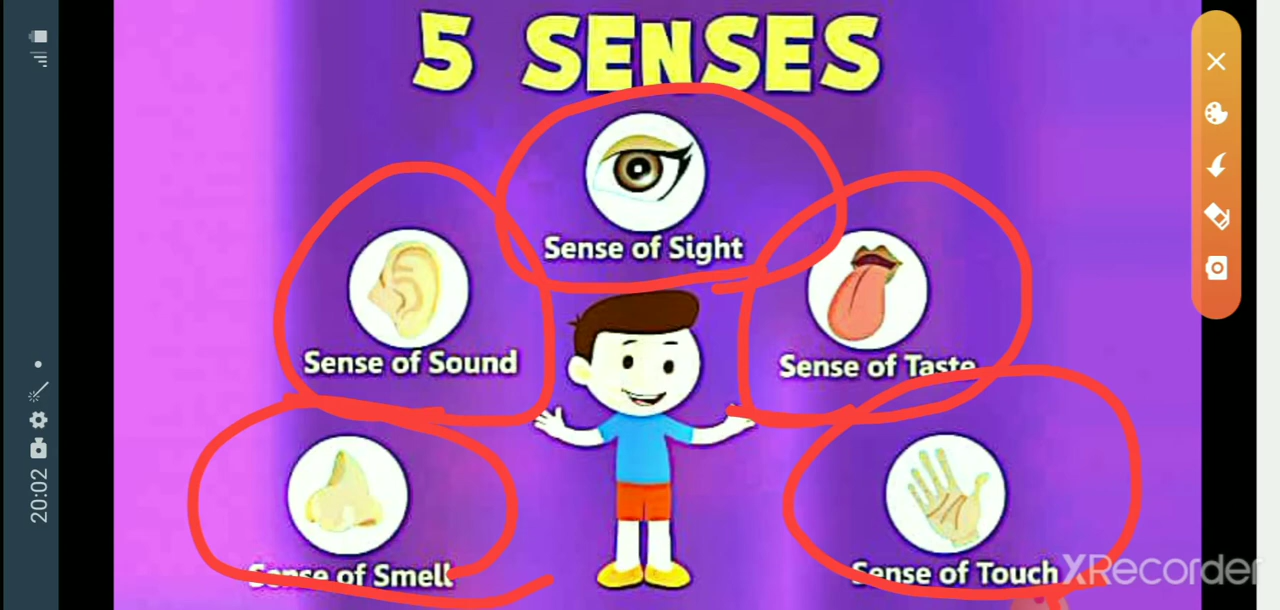 5 SENSES
Sense of Sight
Sense of Sound
Sense of Taste
Sense of Smell
Sense of Touch
XRecorder
20:02